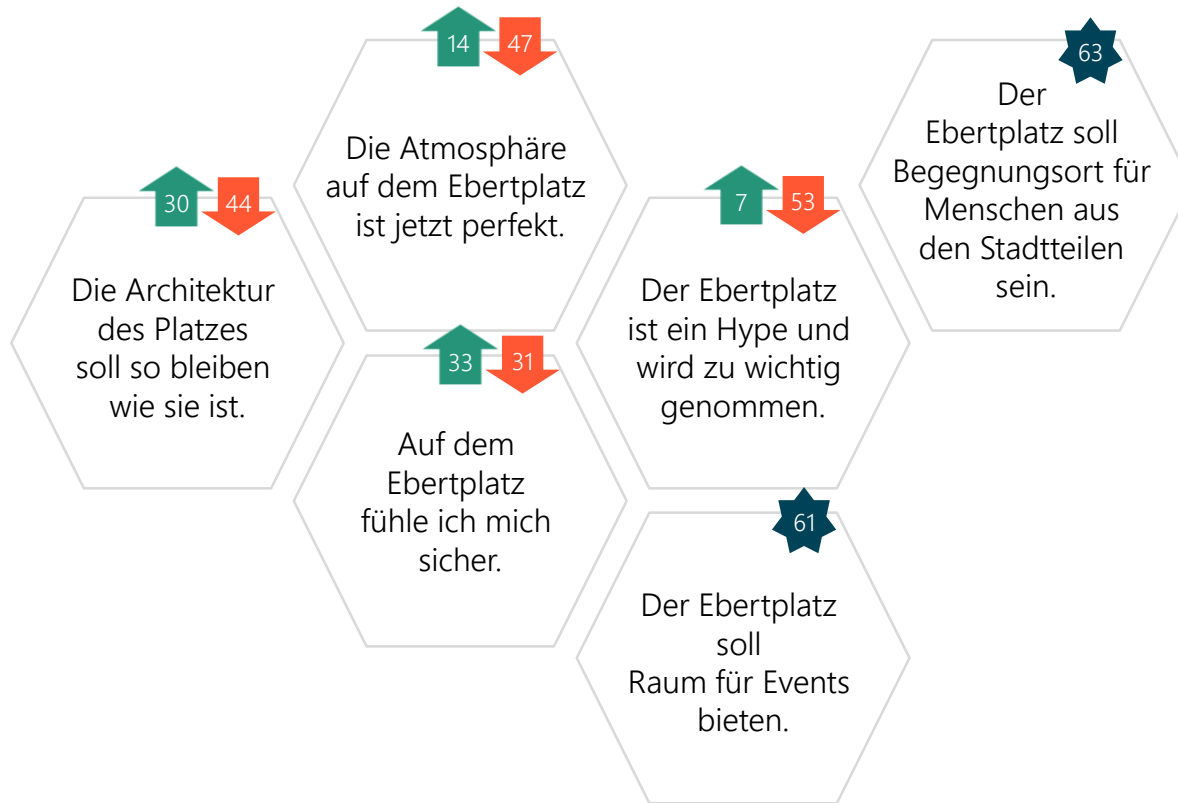 14 47
Die Atmosphäre
auf dem Ebertplatz
ist jetzt perfekt.
63
Der
Ebertplatz soll
Begegnungsort für
Menschen aus
den Stadtteilen
sein.
30 44
Die Architektur
des Platzes
soll so bleiben
wie sie ist.
7 53
Der Ebertplatz
ist ein Hype und
wird zu wichtig
genommen.
33 31
Auf dem
Ebertplatz
fühle ich mich
sicher.
61
Der Ebertplatz
soll
Raum für Events
bieten.